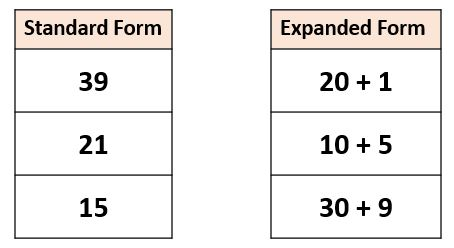 Standard Form
39
21
15
Expanded Form
20 + 1
10 + 5
30 + 9